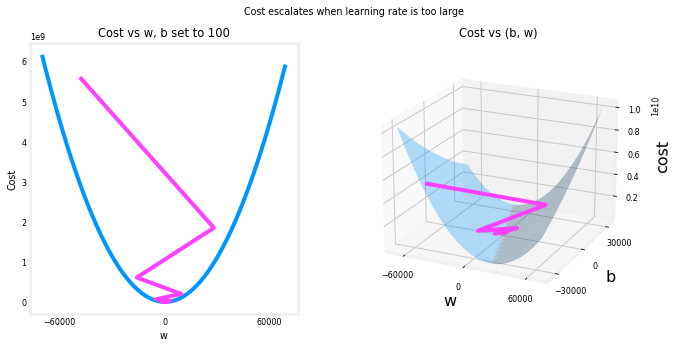 Cost escalates when learning rate is too large
Cost vs w, b set to 100
1e9
6
5
4
3
2
1
0
Cost
−60000 0 60000
w
Cost vs (b, w)
1e10
1.0
0.8
0.6
0.4
0.2
cost
30000
0
−30000
b
−60000
0
60000
w